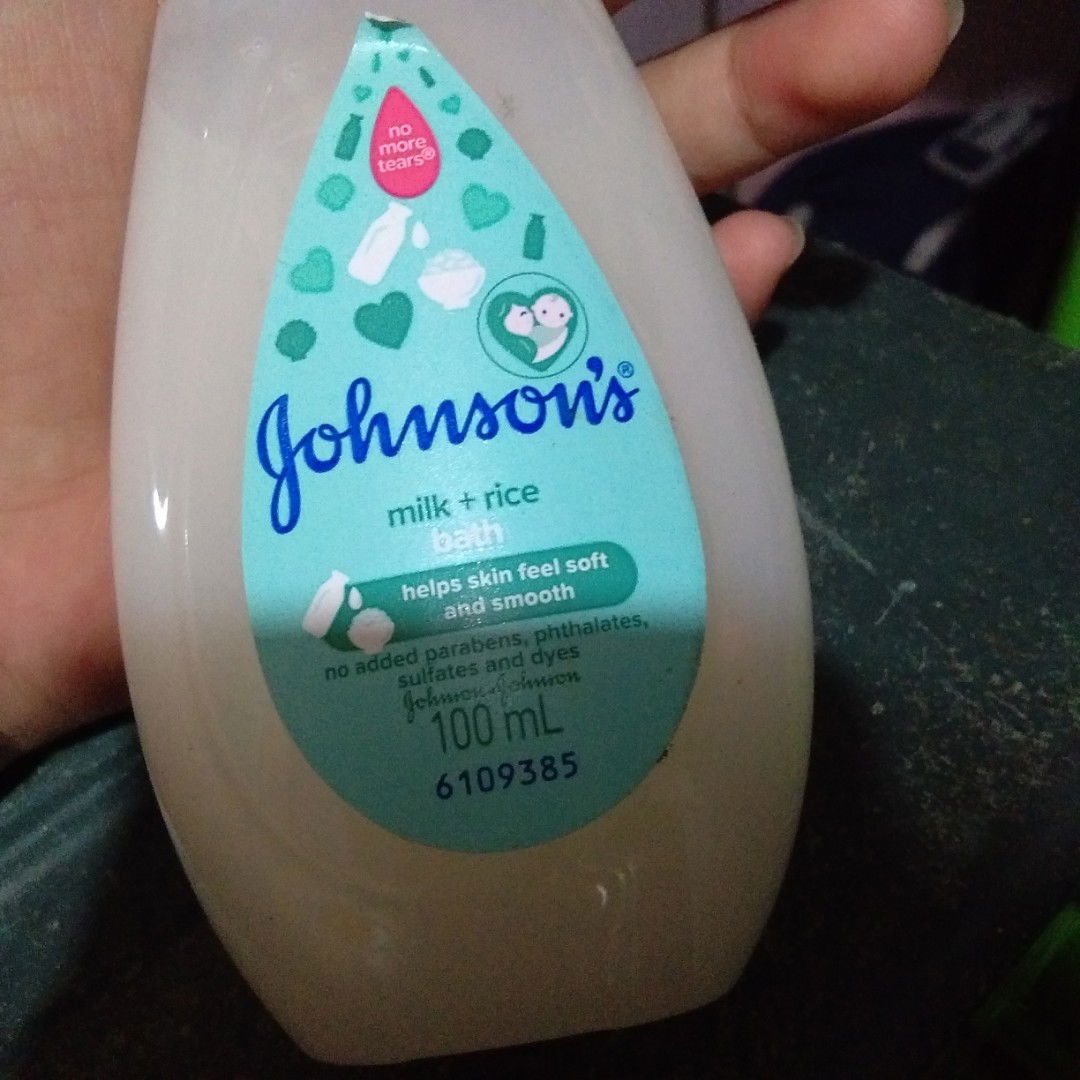 no
more
tears®
Johnson's®
milk + rice
bath
helps skin feel soft
and smooth
no added parabens, phthalates,
sulfates and dyes
Johnson & Johnson
100 mL
6109385